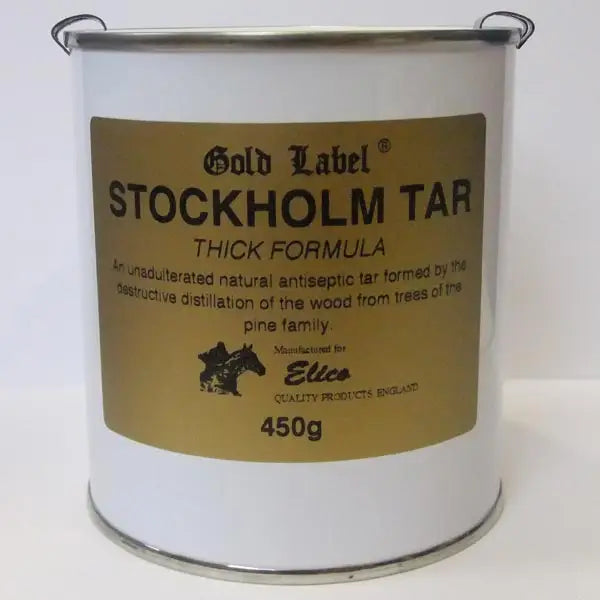 Gold Label®
STOCKHOLM TAR
THICK FORMULA
An unadulterated natural antiseptic tar formed by the
destructive distillation of the wood from trees of the
pine family.
Manufactured for
Elico
QUALITY PRODUCTS ENGLAND
450g